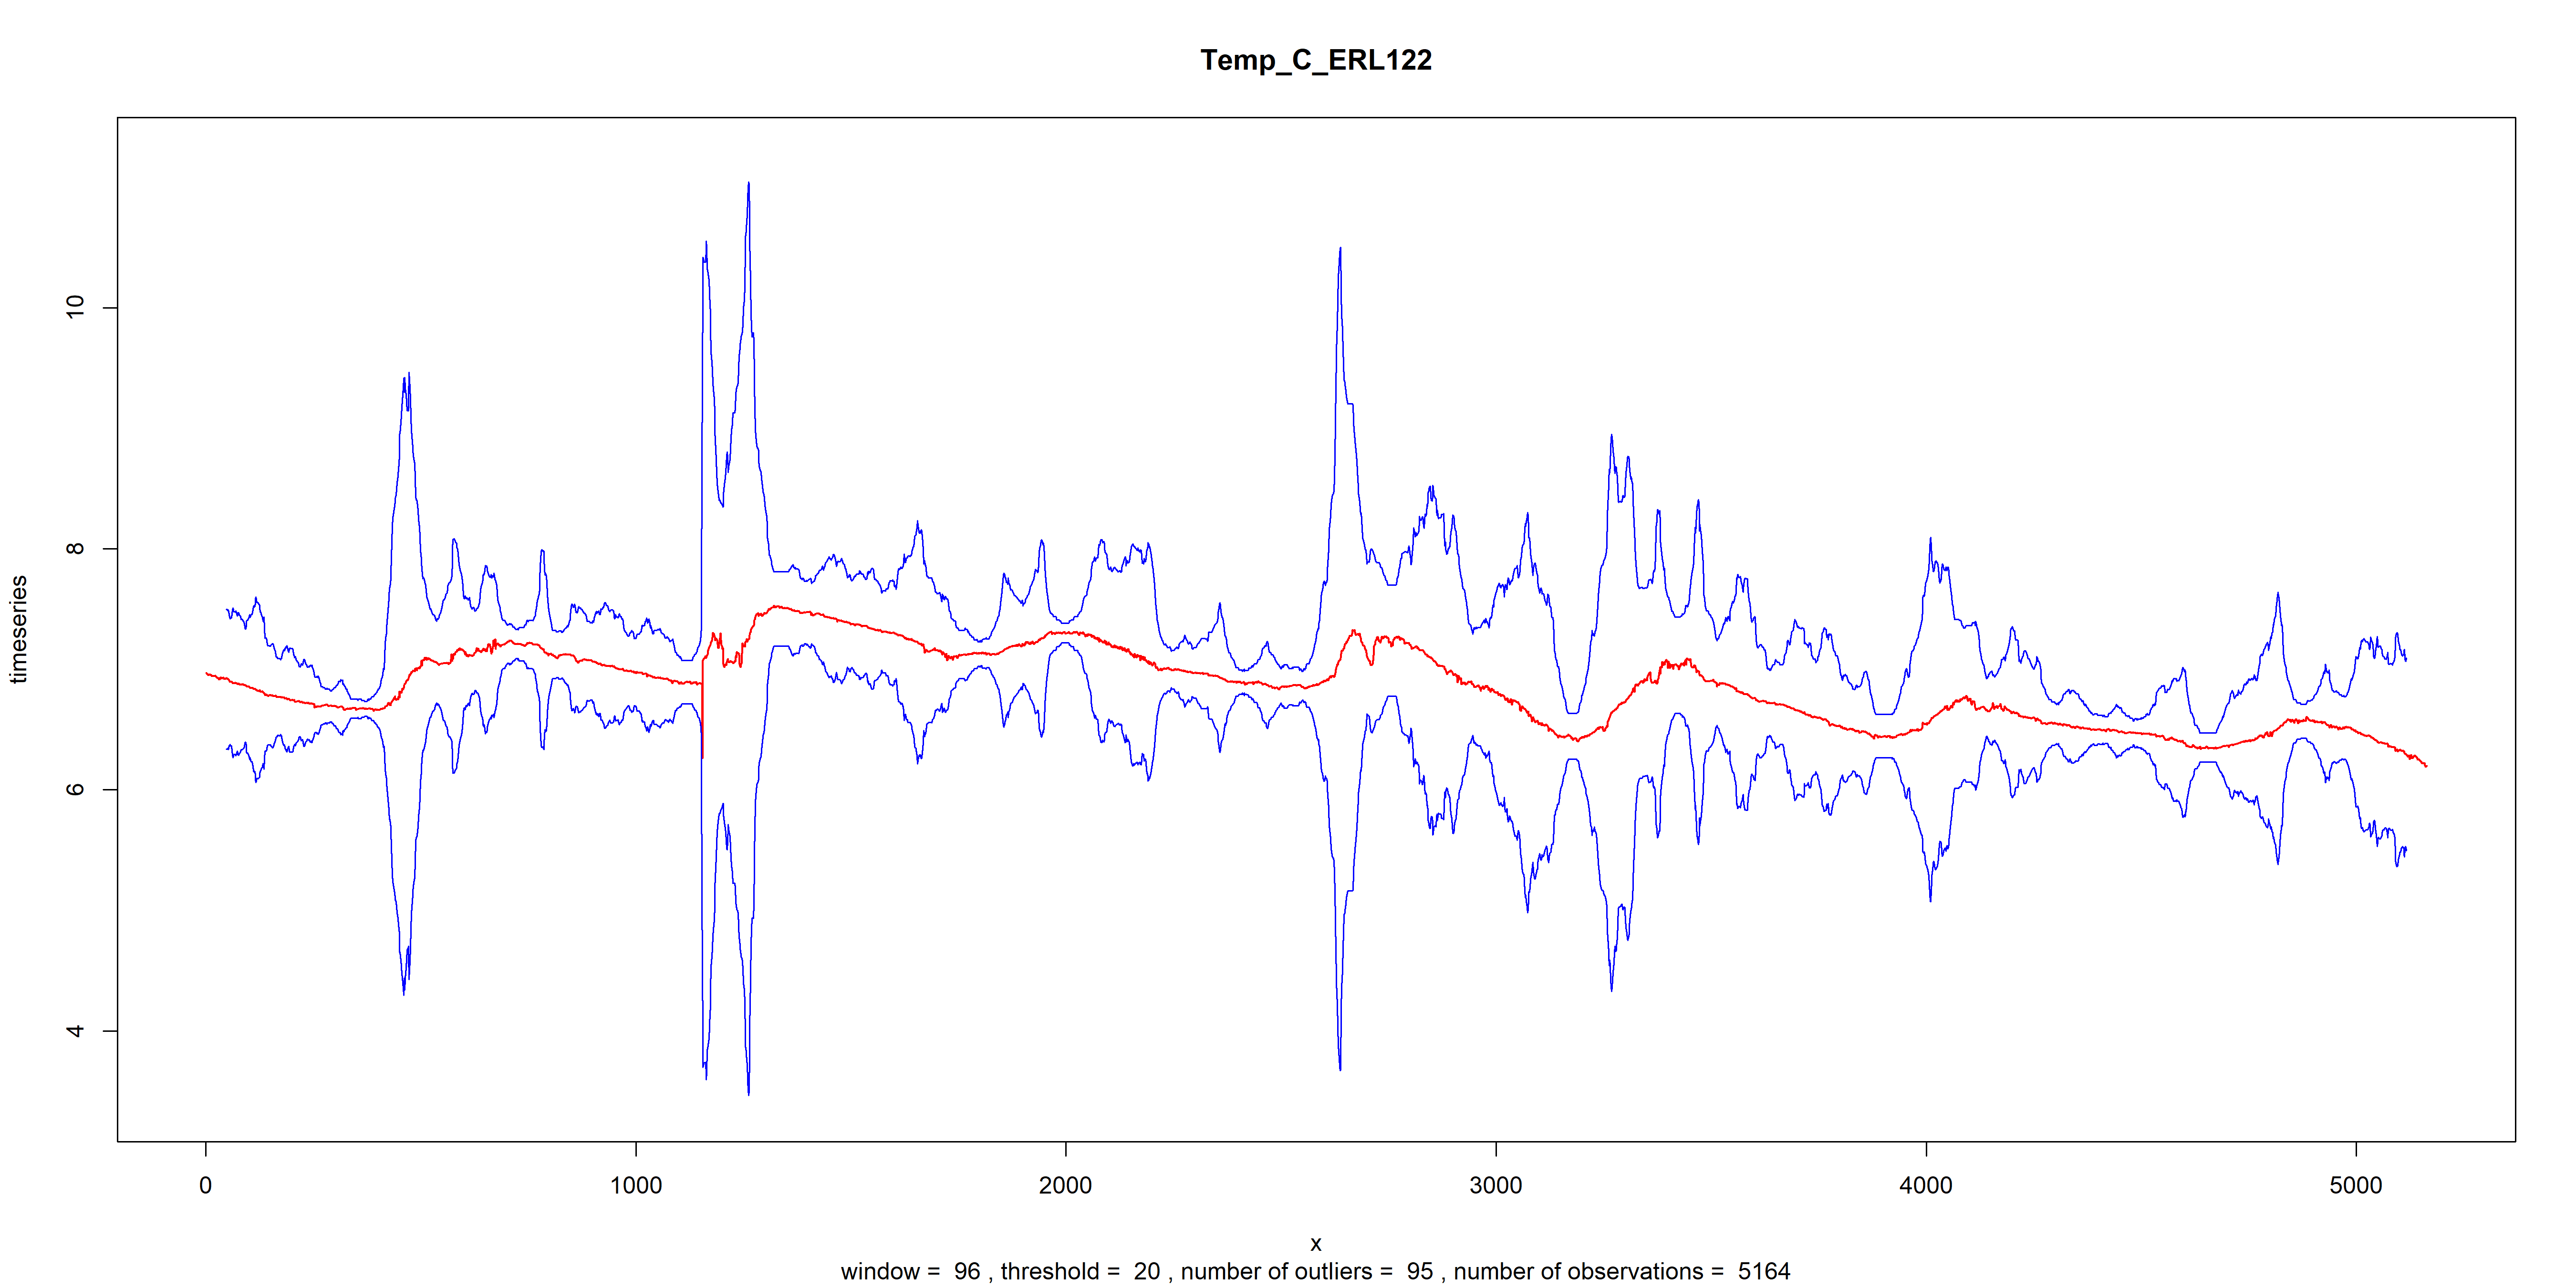 Temp_C_ERL122
timeseries
10
8
6
4
0 1000 2000 3000 4000 5000
x
window = 96 , threshold = 20 , number of outliers = 95 , number of observations = 5164